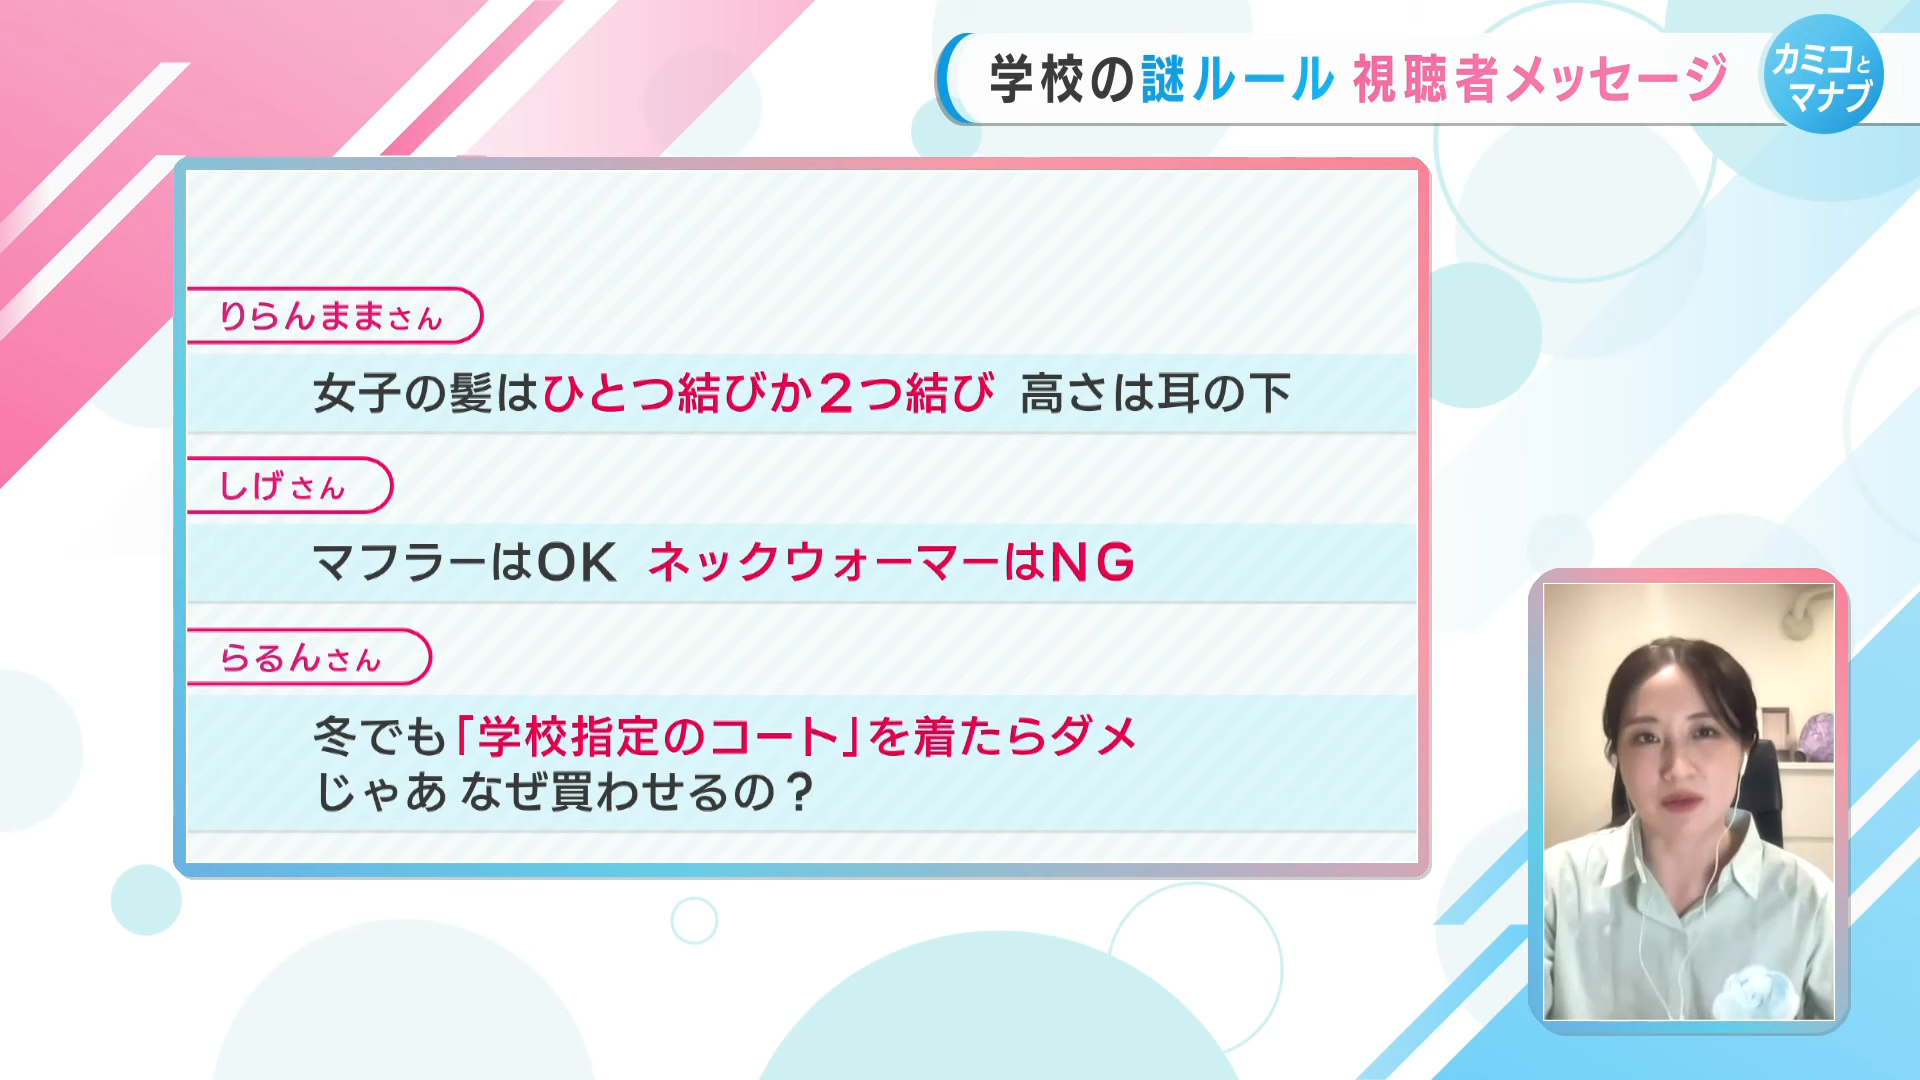 学校の謎ルール 視聴者メッセージ
カミコと
マナブ
りらんままさん
女子の髪はひとつ結びか2つ結び 高さは耳の下
しげさん
マフラーはOK ネックウォーマーはNG
らるんさん
冬でも「学校指定のコート」を着たらダメ
じゃあ なぜ買わせるの?